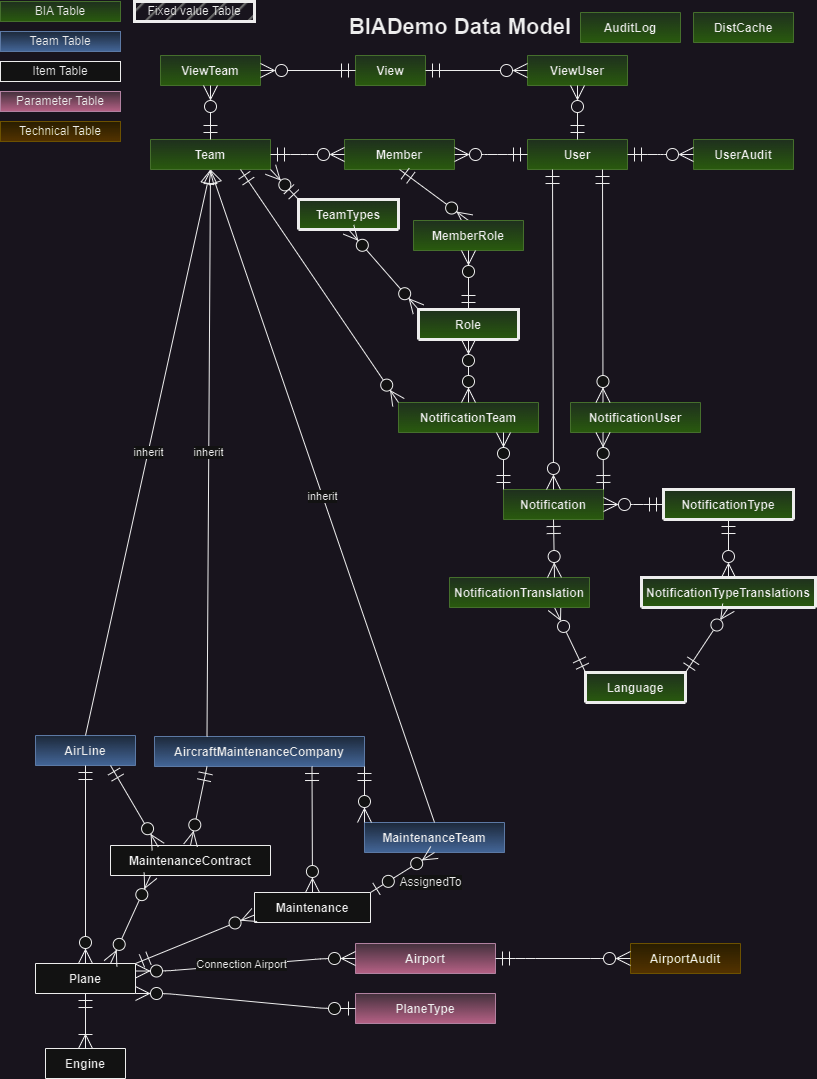 BIA Table
Fixed value Table
BIADemo Data Model
AuditLog
DistCache
Team Table
Item Table
Parameter Table
Technical Table
ViewTeam
View
ViewUser
Team
Member
User
UserAudit
TeamTypes
MemberRole
Role
NotificationTeam
NotificationUser
inherit
inherit
inherit
Notification
NotificationType
NotificationTranslation
NotificationTypeTranslations
Language
AirLine
AircraftMaintenanceCompany
MaintenanceTeam
MaintenanceContract
AssignedTo
Maintenance
Connection Airport
Airport
AirportAudit
Plane
PlaneType
Engine